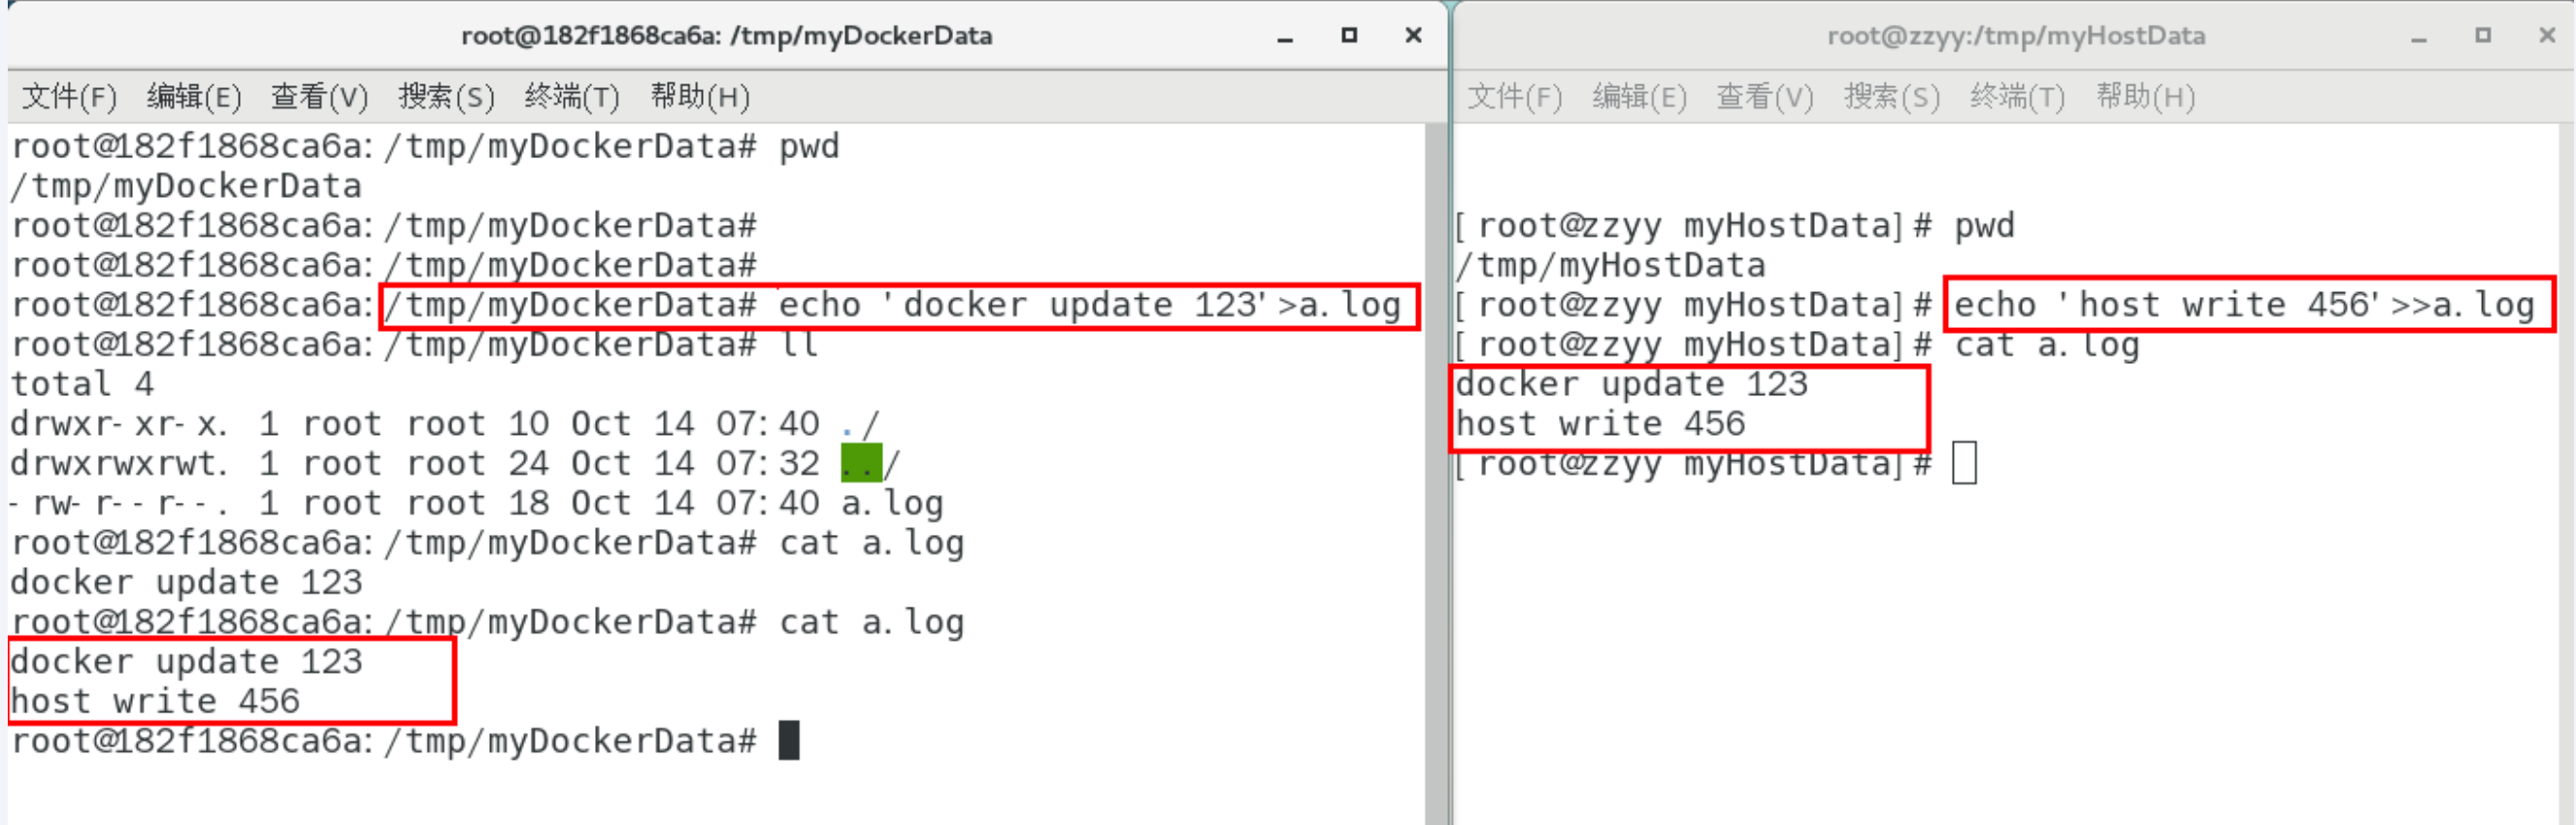 root@182f1868ca6a: /tmp/myDockerData
文件(F) 编辑(E) 查看(V) 搜索(S) 终端(T) 帮助(H)
root@182f1868ca6a:/tmp/myDockerData# pwd
/tmp/myDockerData
root@182f1868ca6a:/tmp/myDockerData#
root@182f1868ca6a:/tmp/myDockerData#
root@182f1868ca6a:/tmp/myDockerData# echo 'docker update 123'>a.log
root@182f1868ca6a:/tmp/myDockerData# ll
total 4
drwxr-xr-x. 1 root root 10 Oct 14 07:40 ./
drwxrwxrwt. 1 root root 24 Oct 14 07:32 ../
-rw-r--r--. 1 root root 18 Oct 14 07:40 a.log
root@182f1868ca6a:/tmp/myDockerData# cat a.log
docker update 123
root@182f1868ca6a:/tmp/myDockerData# cat a.log
docker update 123
host write 456
root@182f1868ca6a:/tmp/myDockerData#
root@zzyy:/tmp/myHostData
文件(F) 编辑(E) 查看(V) 搜索(S) 终端(T) 帮助(H)
[root@zzyy myHostData]# pwd
/tmp/myHostData
[root@zzyy myHostData]# echo 'host write 456'>>a.log
[root@zzyy myHostData]# cat a.log
docker update 123
host write 456
[root@zzyy myHostData]#